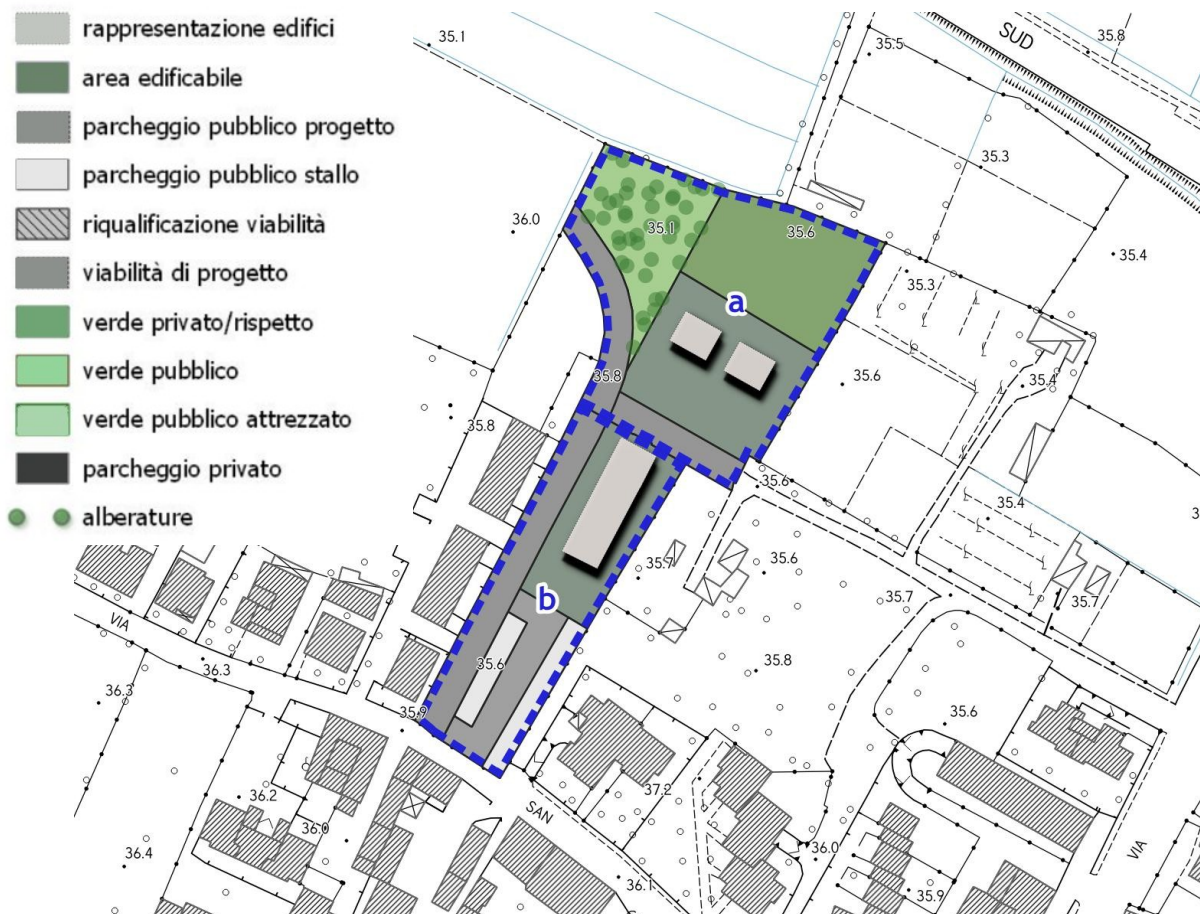 rappresentazione edifici
area edificabile
parcheggio pubblico progetto
parcheggio pubblico stallo
riqualificazione viabilità
viabilità di progetto
verde privato/rispetto
verde pubblico
verde pubblico attrezzato
parcheggio privato
alberature
35.1
35.5
SUD
35.8
35.3
36.0
35.1
35.6
35.4
35.3
a
35.8
35.6
35.4
35.8
35.6
35.4
35.7
35.6
b
35.7
35.7
VIA
35.6
35.8
36.3
36.3
35.9
35.6
36.2
37.2
SAN
36.0
36.4
36.0
VIA
36.1
35.9